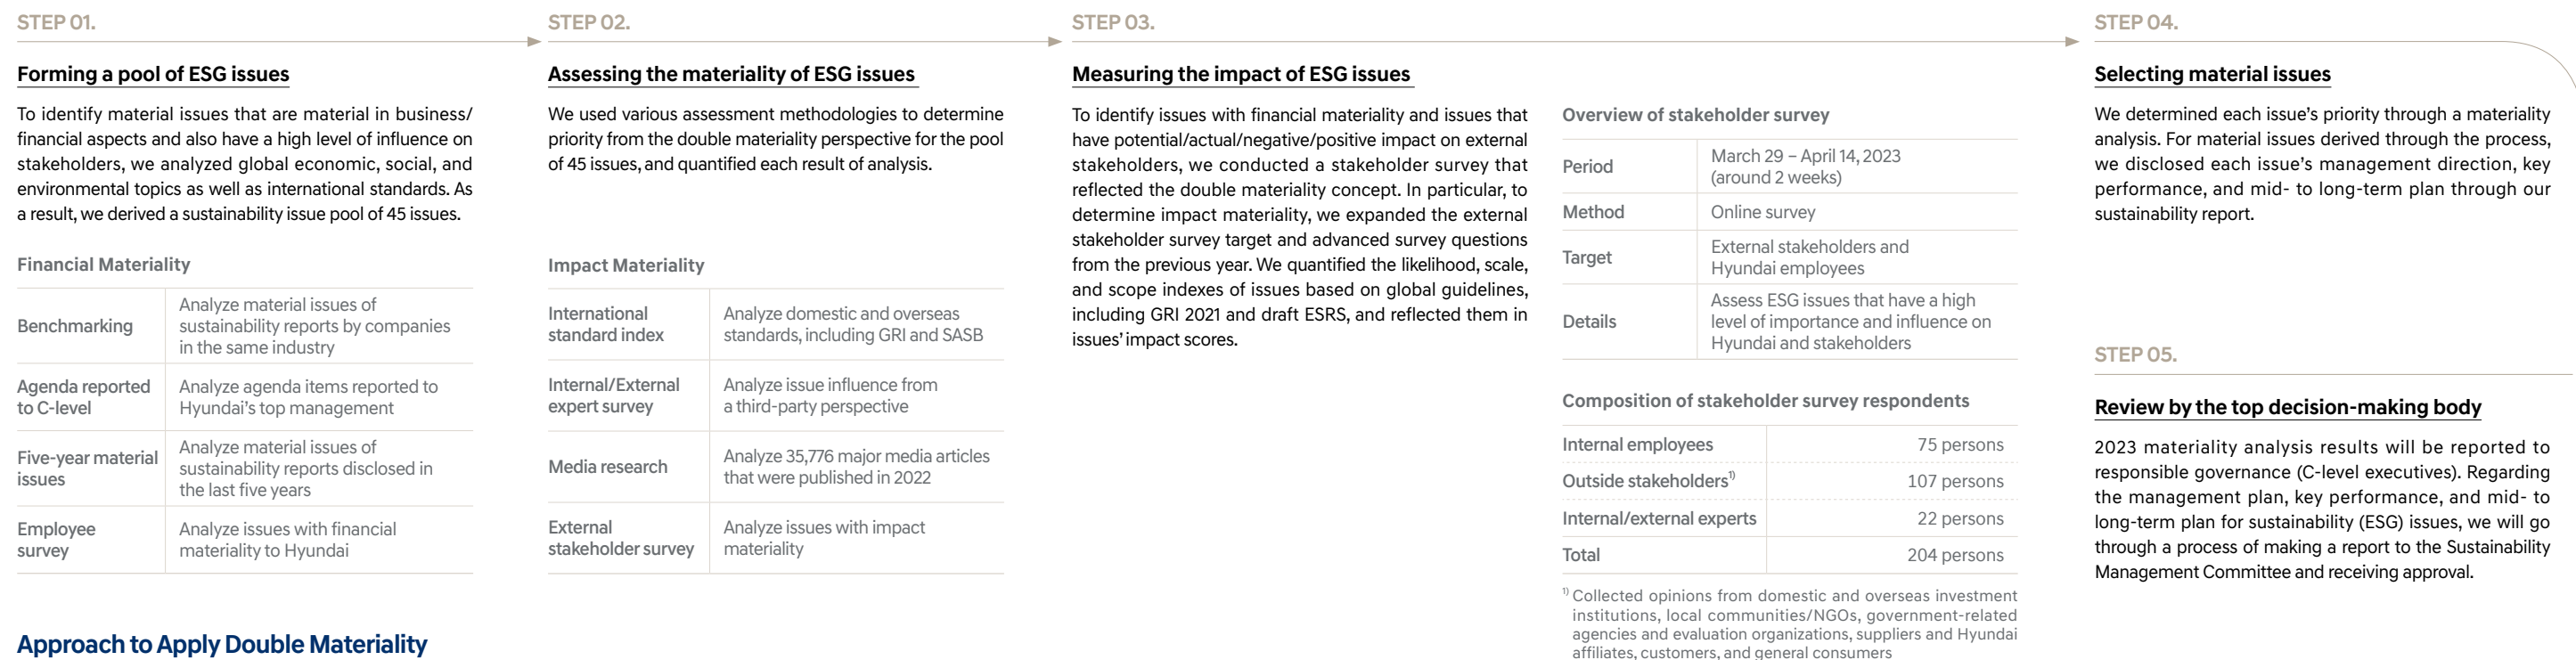 STEP 01.
Forming a pool of ESG issues
To identify material issues that are material in business/
financial aspects and also have a high level of influence on
stakeholders, we analyzed global economic, social, and
environmental topics as well as international standards. As
a result, we derived a sustainability issue pool of 45 issues.
Financial Materiality
Benchmarking
Analyze material issues of
sustainability reports by companies
in the same industry
Agenda reported
to C-level
Analyze agenda items reported to
Hyundai's top management
Five-year material
issues
Analyze material issues of
sustainability reports disclosed in
the last five years
Employee
survey
Analyze issues with financial
materiality to Hyundai
STEP 02.
Assessing the materiality of ESG issues
We used various assessment methodologies to determine
priority from the double materiality perspective for the pool
of 45 issues, and quantified each result of analysis.
Impact Materiality
International
standard index
Analyze domestic and overseas
standards, including GRI and SASB
Internal/External
expert survey
Analyze issue influence from
a third-party perspective
Media research
Analyze 35,776 major media articles
that were published in 2022
External
stakeholder survey
Analyze issues with impact
materiality
STEP 03.
Measuring the impact of ESG issues
To identify issues with financial materiality and issues that
have potential/actual/negative/positive impact on external
stakeholders, we conducted a stakeholder survey that
reflected the double materiality concept. In particular, to
determine impact materiality, we expanded the external
stakeholder survey target and advanced survey questions
from the previous year. We quantified the likelihood, scale,
and scope indexes of issues based on global guidelines,
including GRI 2021 and draft ESRS, and reflected them in
issues' impact scores.
Overview of stakeholder survey
Period
March 29 – April 14, 2023
(around 2 weeks)
Method
Online survey
Target
External stakeholders and
Hyundai employees
Details
Assess ESG issues that have a high
level of importance and influence on
Hyundai and stakeholders
Composition of stakeholder survey respondents
Internal employees 75 persons
Outside stakeholders1) 107 persons
Internal/external experts 22 persons
Total 204 persons
1) Collected opinions from domestic and overseas investment
institutions, local communities/NGOs, government-related
agencies and evaluation organizations, suppliers and Hyundai
affiliates, customers, and general consumers
STEP 04.
Selecting material issues
We determined each issue's priority through a materiality
analysis. For material issues derived through the process,
we disclosed each issue's management direction, key
performance, and mid- to long-term plan through our
sustainability report.
STEP 05.
Review by the top decision-making body
2023 materiality analysis results will be reported to
responsible governance (C-level executives). Regarding
the management plan, key performance, and mid- to
long-term plan for sustainability (ESG) issues, we will go
through a process of making a report to the Sustainability
Management Committee and receiving approval.
Approach to Apply Double Materiality